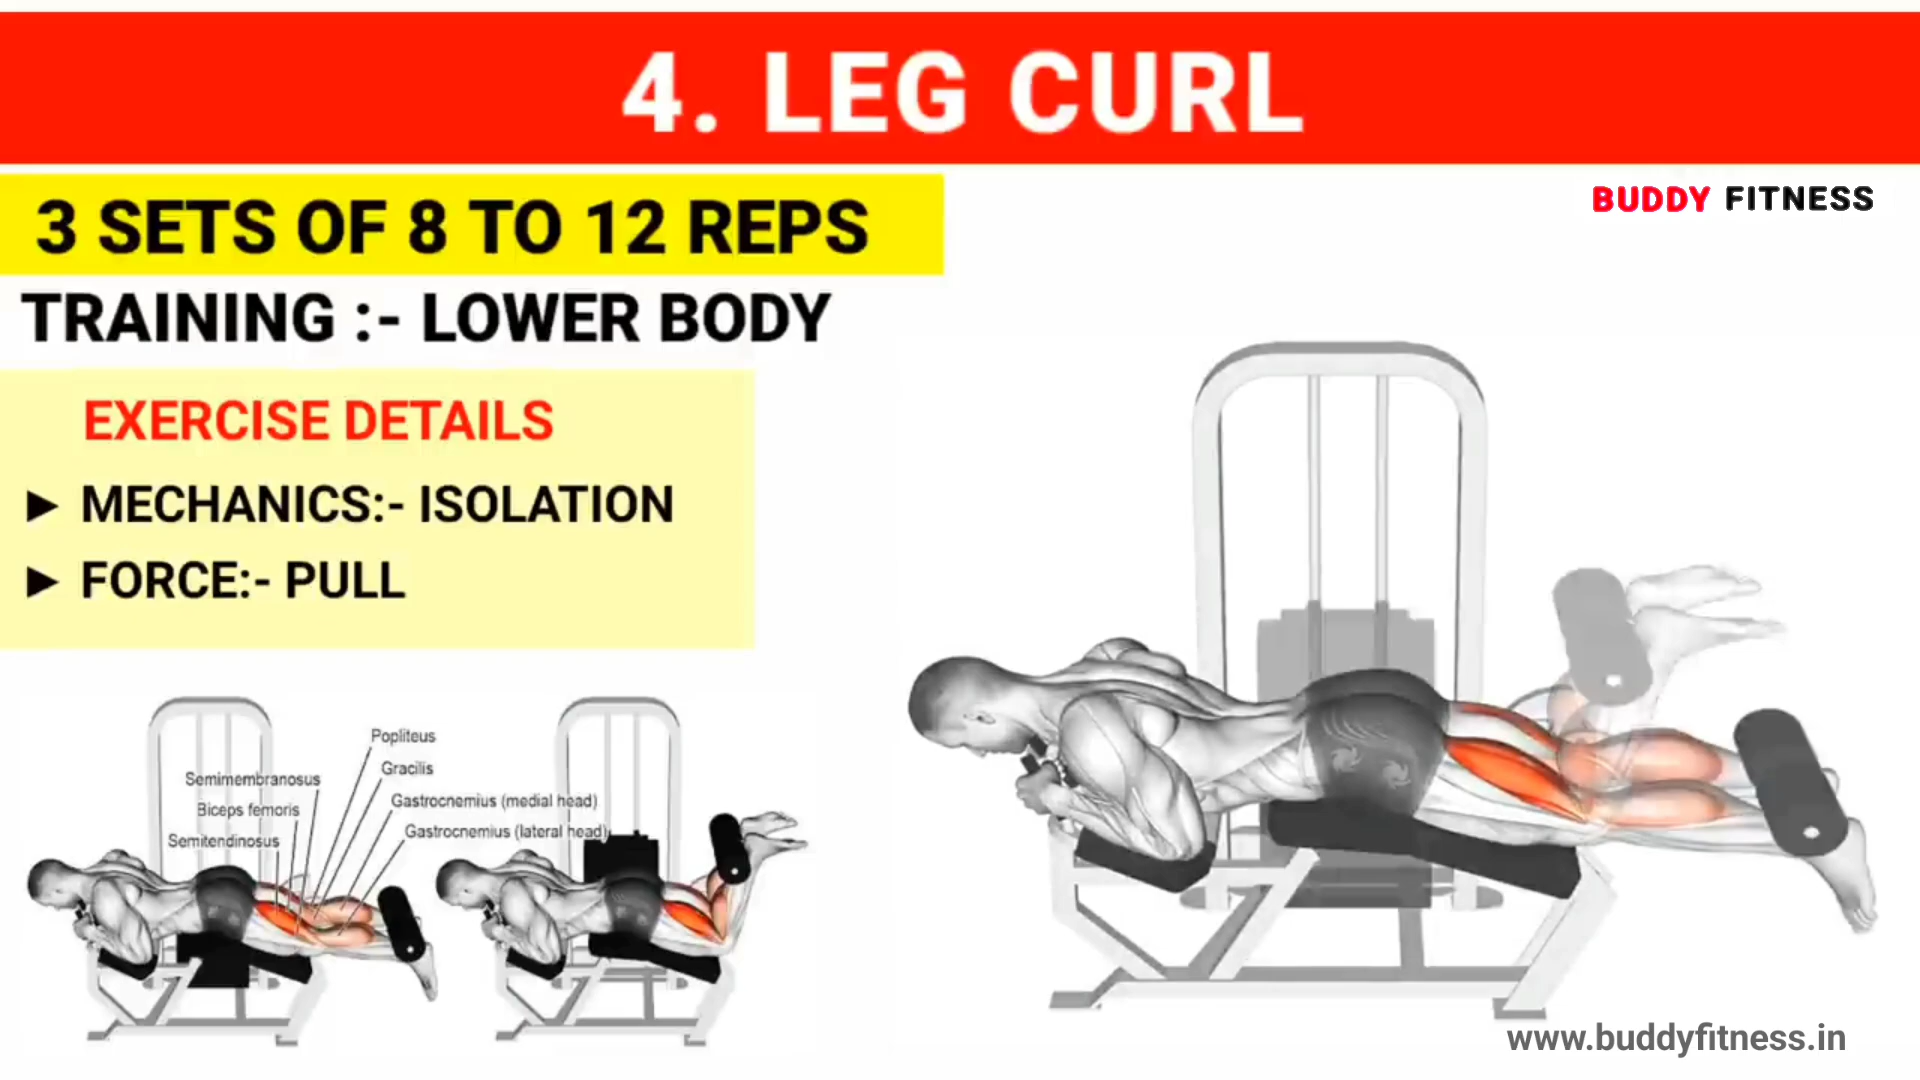 4. LEG CURL
BUDDY FITNESS
3 SETS OF 8 TO 12 REPS
TRAINING :- LOWER BODY
EXERCISE DETAILS
► MECHANICS:- ISOLATION
► FORCE:- PULL
Popliteus
Gracilis
Semimembranosus
Gastrocnemius (medial head)
Biceps femoris
Gastrocnemius (lateral head)
Semitendinosus
www.buddyfitness.in